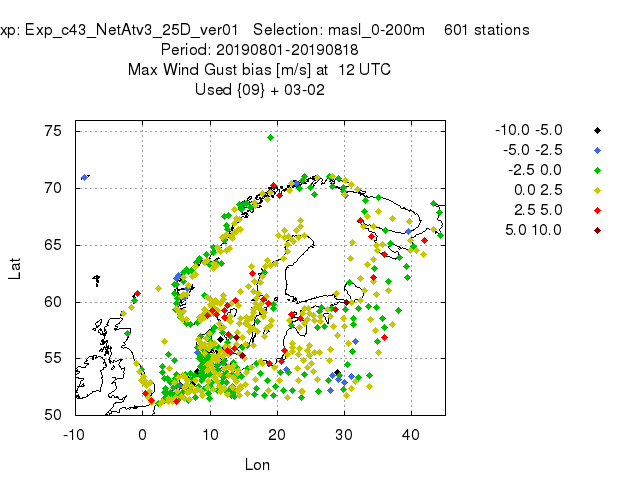 xp: Exp_c43_NetAtv3_25D_ver01 Selection: masl_0-200m 601 stations
Period: 20190801-20190818
Max Wind Gust bias [m/s] at 12 UTC
Used {09} + 03-02
75
70
65
60
55
50
-10 0 10 20 30 40
Lat
Lon
-10.0 -5.0
-5.0 -2.5
-2.5 0.0
0.0 2.5
2.5 5.0
5.0 10.0